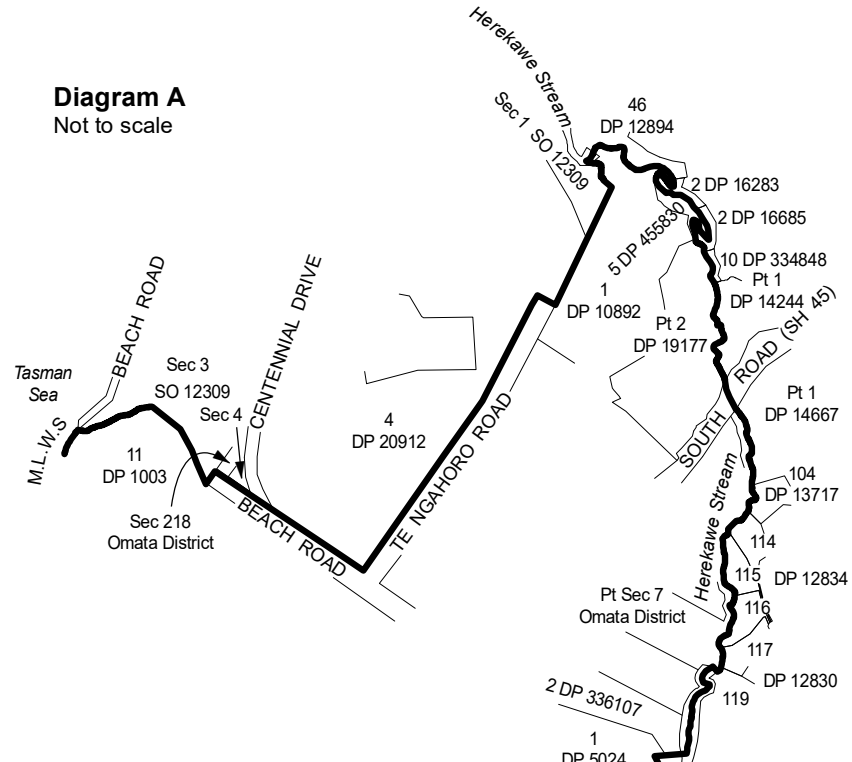 Diagram A
Not to scale
Herekawe Stream
Sec 1 SO 12309
46
DP 12894
2 DP 16283
2 DP 16685
5 DP 455830
10 DP 334848
Pt 1
DP 14244
1
DP 10892
Pt 2
DP 19177
SOUTH ROAD (SH 45)
Pt 1
DP 14667
BEACH ROAD
CENTENNIAL DRIVE
Tasman
Sea
M.L.W.S
Sec 3
SO 12309
Sec 4
11
DP 1003
Sec 218
Omata District
BEACH ROAD
4
DP 20912
TE NGAHORO ROAD
Herekawe Stream
104
DP 13717
114
115
DP 12834
116
117
Pt Sec 7
Omata District
DP 12830
119
2 DP 336107
1
DP 5024